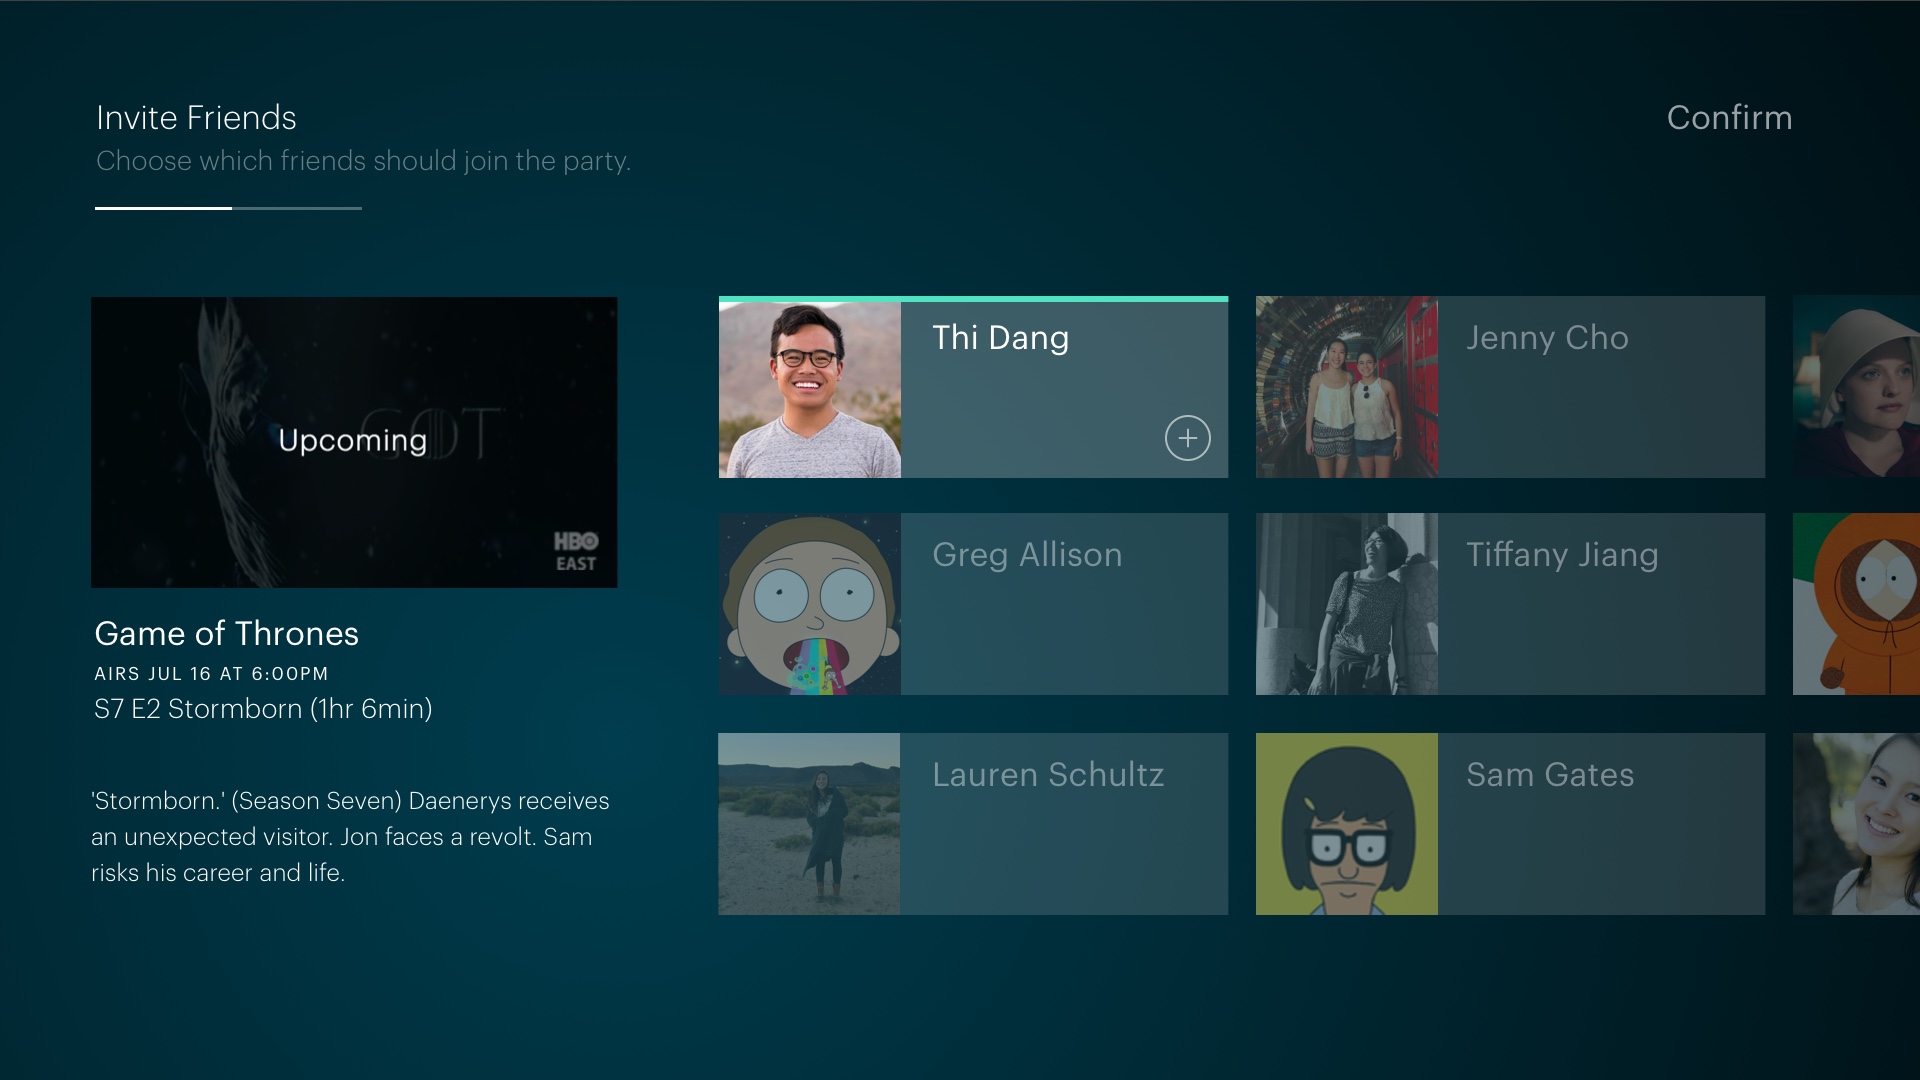 Invite Friends
Confirm
Choose which friends should join the party.
Upcoming
GOT
HBO
EAST
Game of Thrones
AIRS JUL 16 AT 6:00PM
S7 E2 Stormborn (1hr 6min)
'Stormborn.' (Season Seven) Daenerys receives
an unexpected visitor. Jon faces a revolt. Sam
risks his career and life.
Thi Dang
Jenny Cho
Greg Allison
Tiffany Jiang
Lauren Schultz
Sam Gates